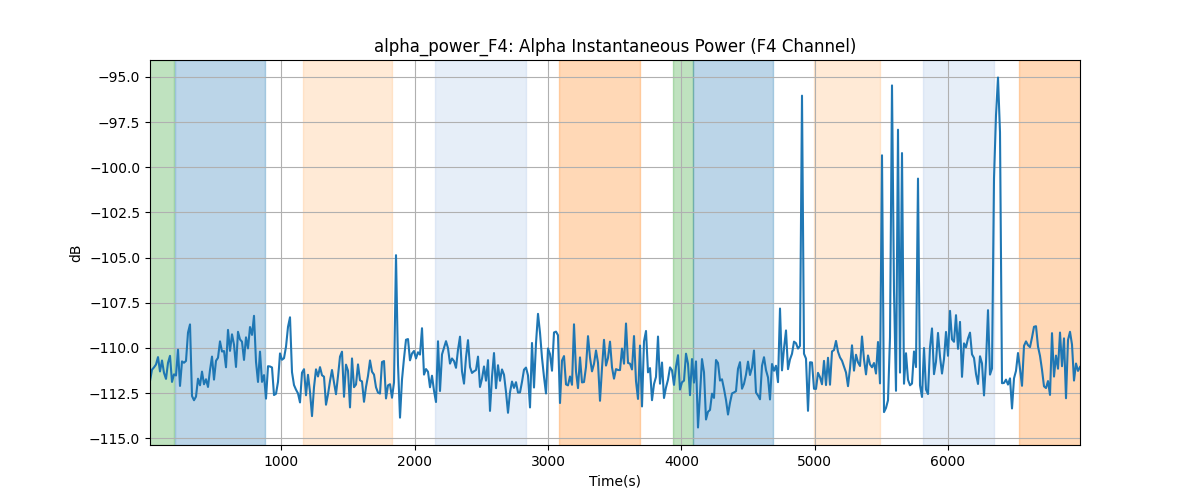 alpha_power_F4: Alpha Instantaneous Power (F4 Channel)
−95.0
−97.5
−100.0
−102.5
−105.0
−107.5
−110.0
−112.5
−115.0
dB
1000 2000 3000 4000 5000 6000
Time(s)